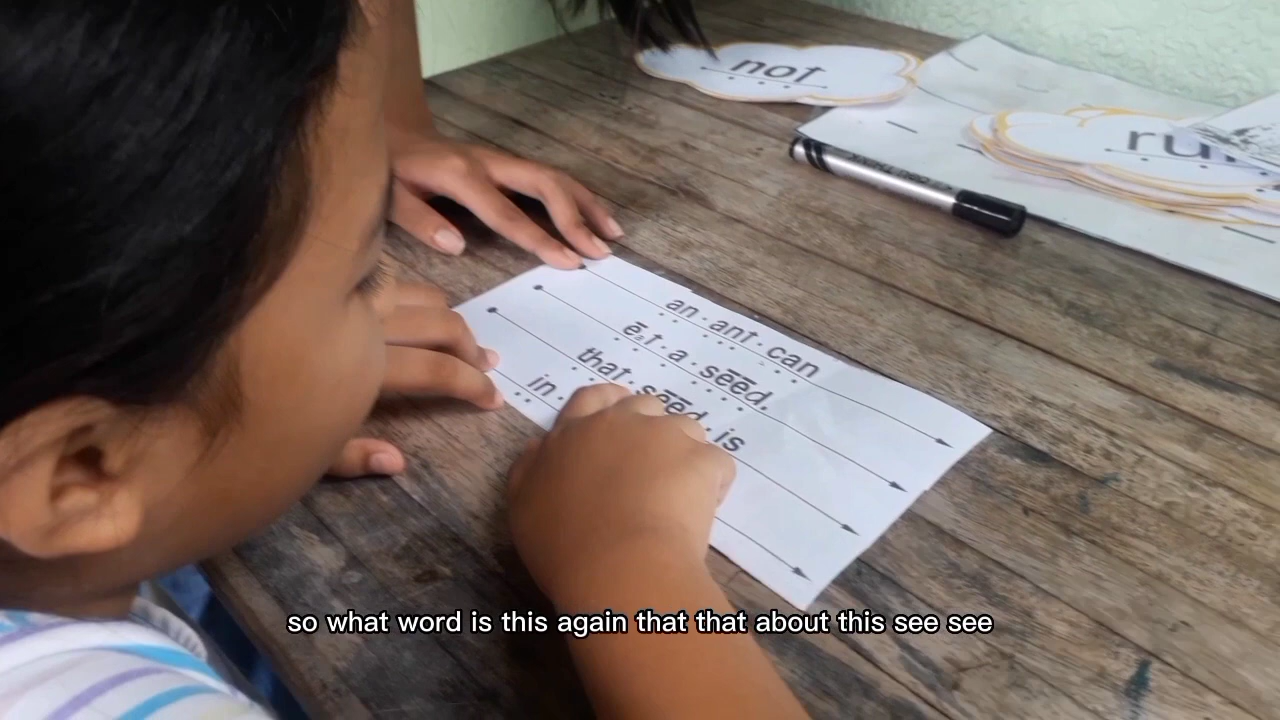 not
an ant can
ēat a sēēd.
that sēēd is
in
so what word is this again that that about this see see